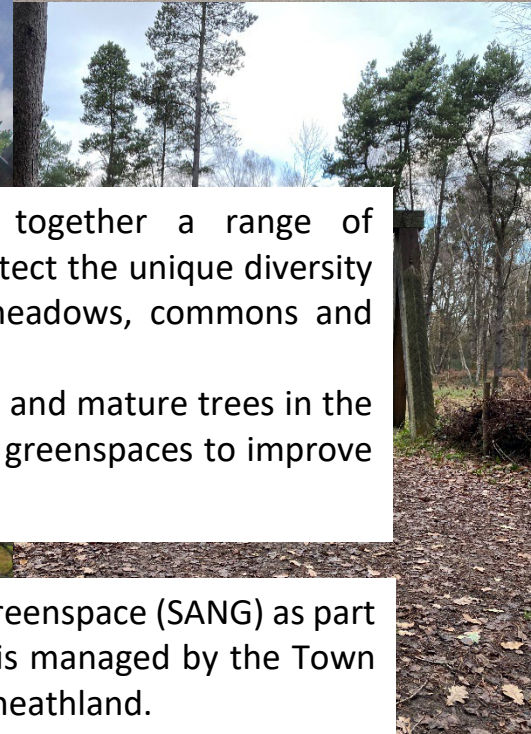 together a range of
tect the unique diversity
neadows, commons and
and mature trees in the
greenspaces to improve
reenspace (SANG) as part
is managed by the Town
neathland.